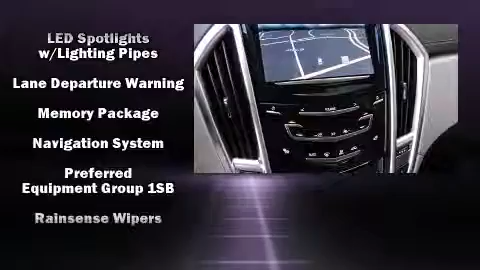 LED Spotlights
w/Lighting Pipes
Lane Departure Warning
Memory Package
Navigation System
Preferred
Equipment Group 1SB
Rainsense Wipers